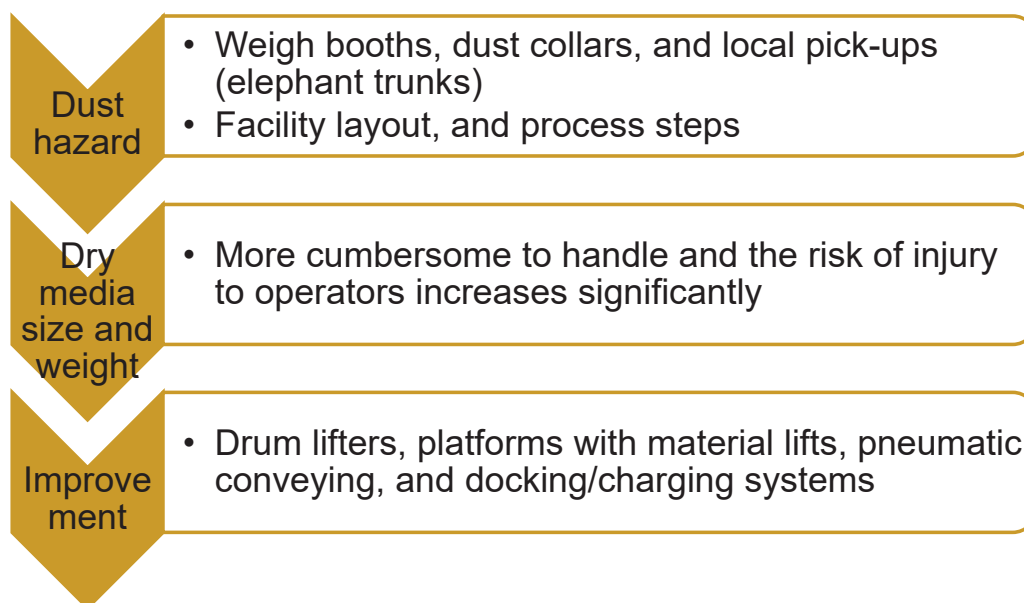 Dust
hazard
• Weigh booths, dust collars, and local pick-ups
(elephant trunks)
• Facility layout, and process steps
Dry
media
size and
weight
• More cumbersome to handle and the risk of injury
to operators increases significantly
Improve
ment
• Drum lifters, platforms with material lifts, pneumatic
conveying, and docking/charging systems